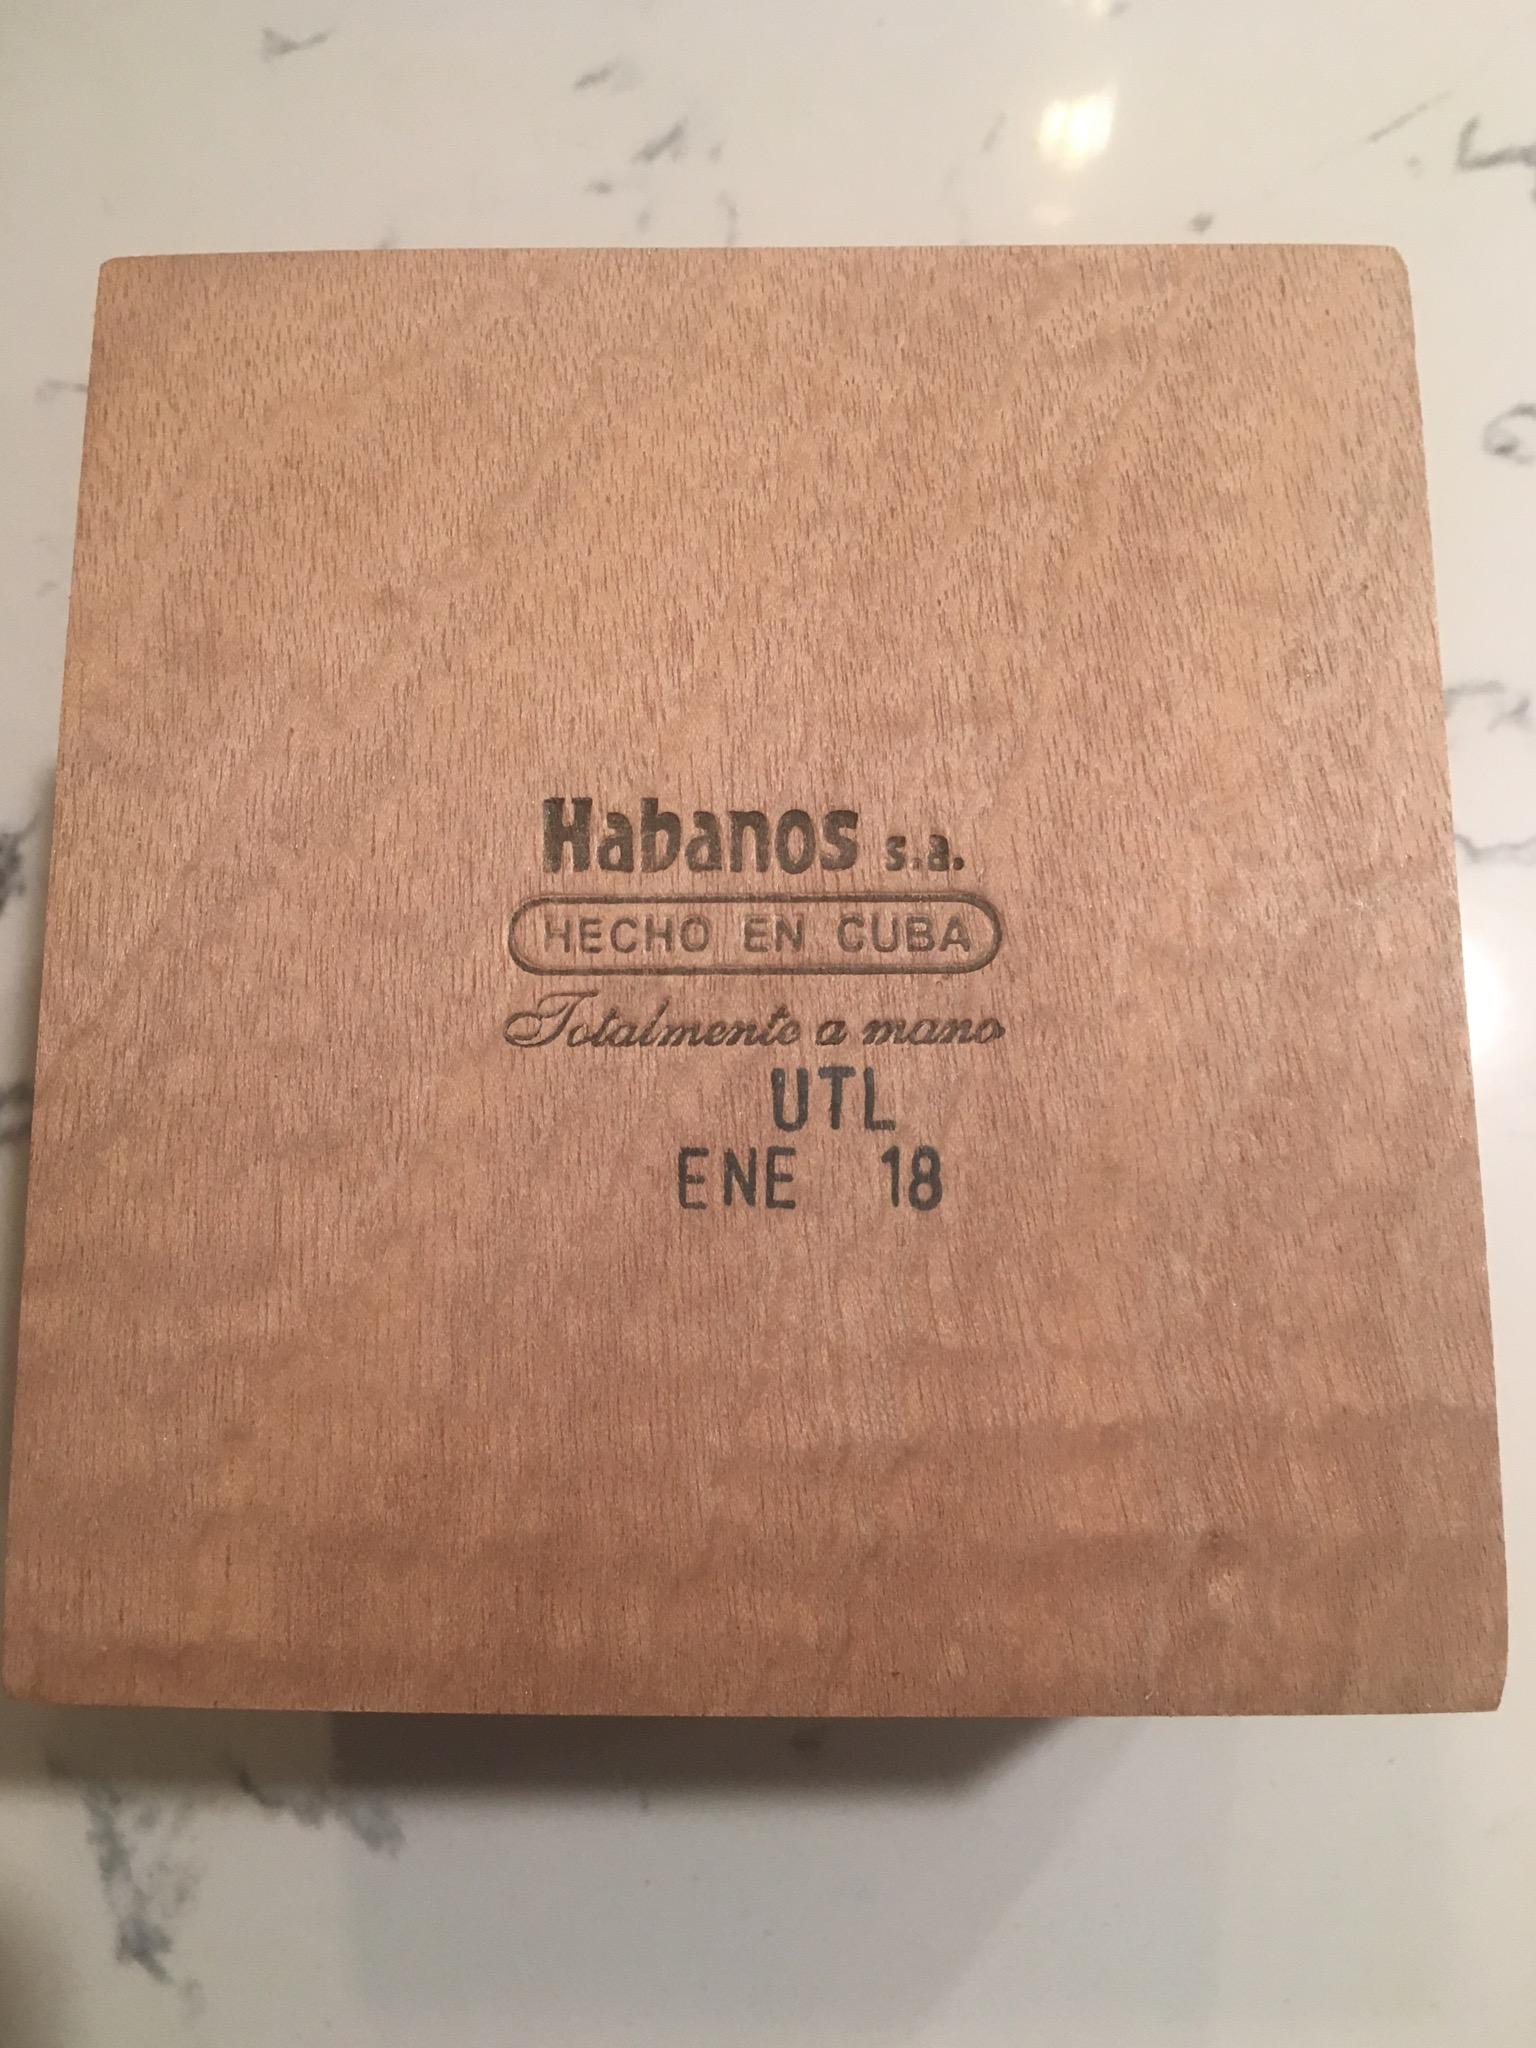 Habanos s.a.
HECHO EN CUBA
Totalmente a mano
UTL
ENE 18